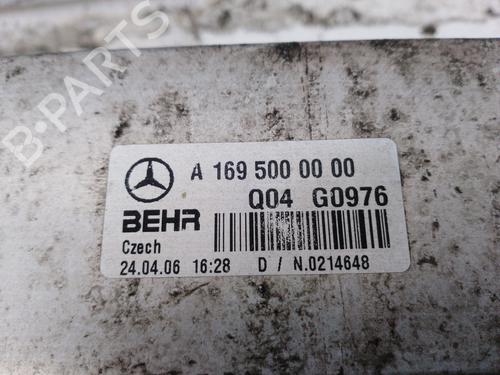 B-PARTS
A 169 500 00 00
Q04 G0976
BEHR
Czech
24.04.06 16:28 D / N.0214648